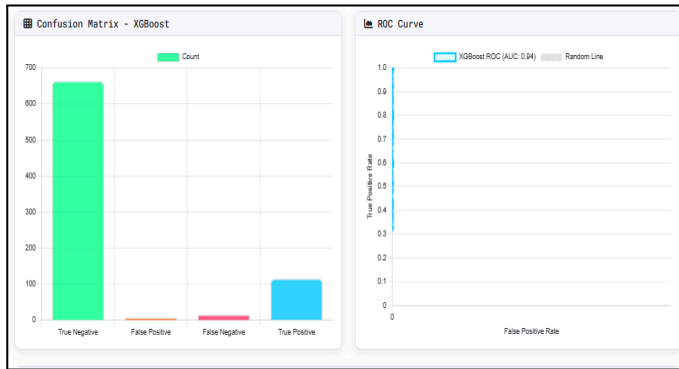 Confusion Matrix - XGBoost
Count
700
600
500
400
300
200
100
0
True Negative False Positive False Negative True Positive
ROC Curve
XGBoost ROC (AUC: 0.94) Random Line
1.0
0.9
0.8
0.7
0.6
0.5
0.4
0.3
0.2
0.1
0
True Positive Rate
0
False Positive Rate